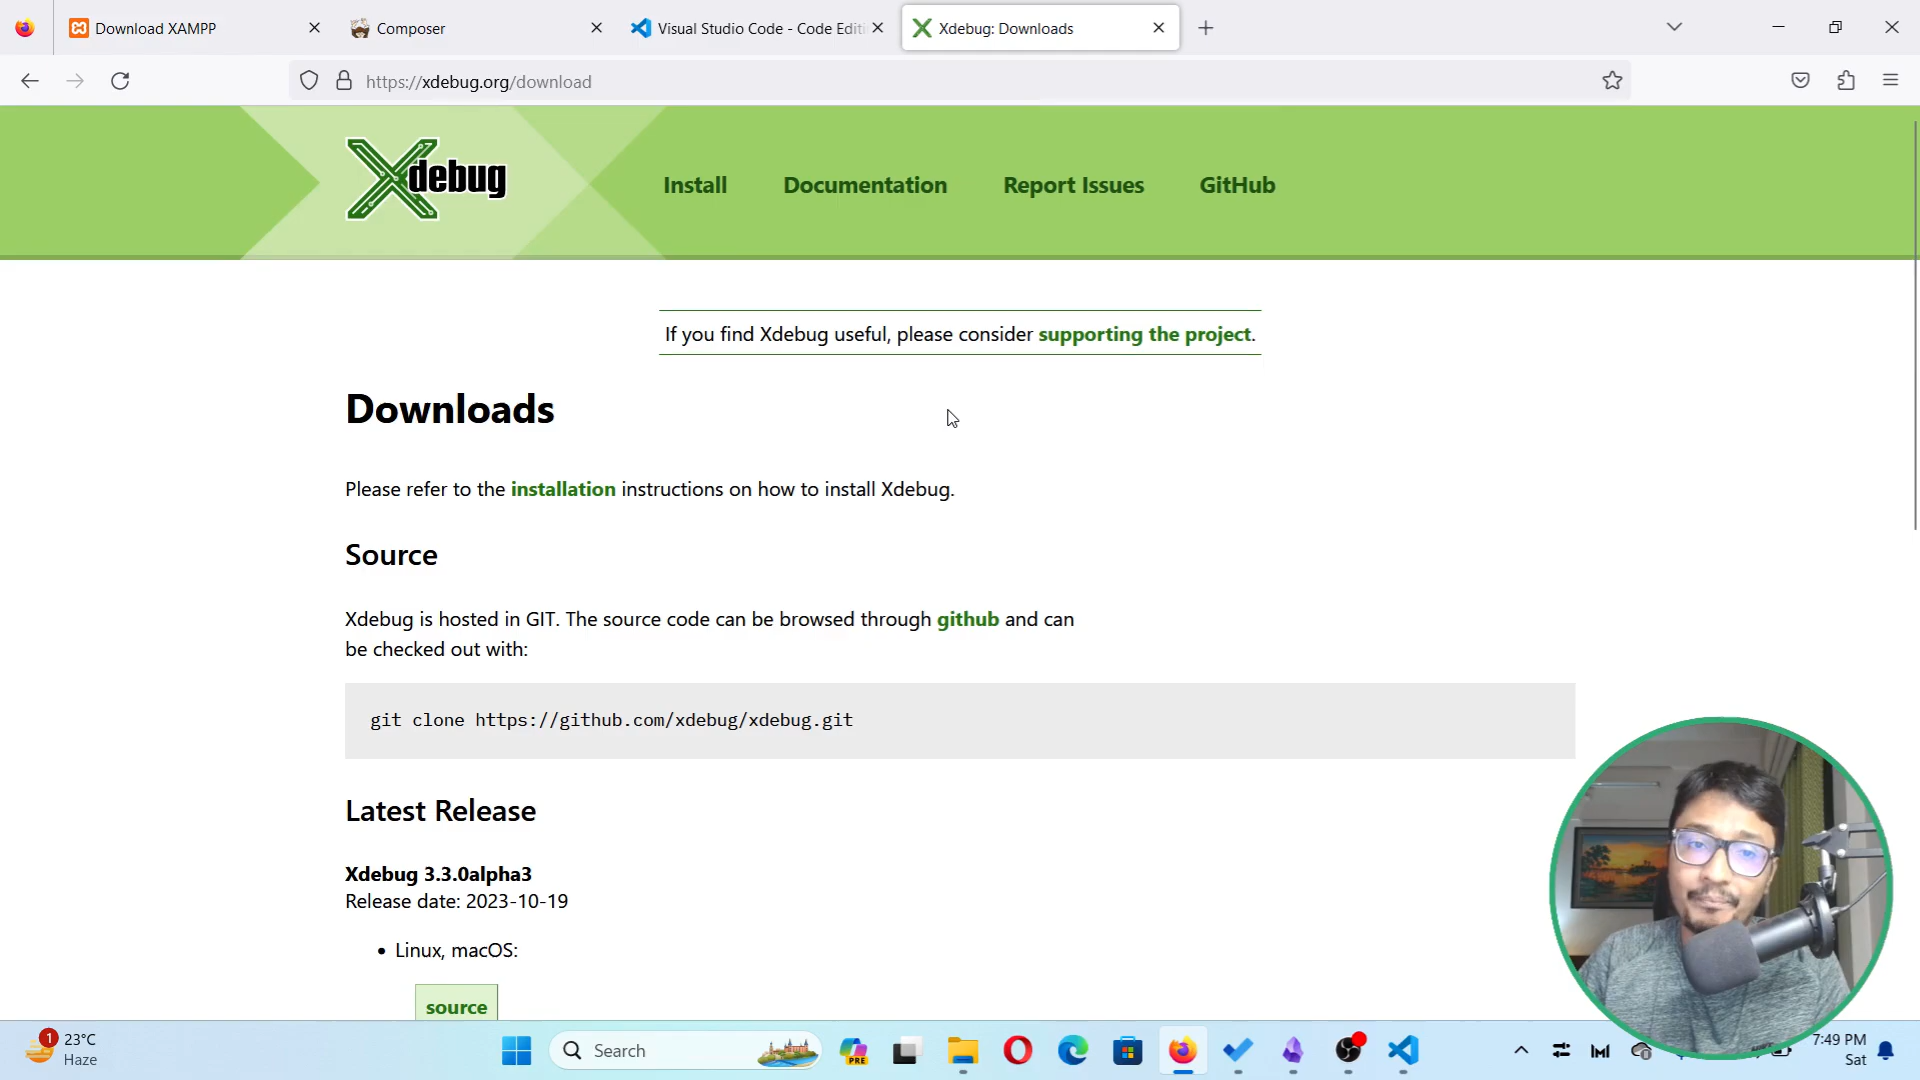 Download XAMPP
Composer
Visual Studio Code - Code Editi
Xdebug: Downloads
https://xdebug.org/download
Xdebug
Install
Documentation
Report Issues
GitHub
If you find Xdebug useful, please consider supporting the project.
Downloads
Please refer to the installation instructions on how to install Xdebug.
Source
Xdebug is hosted in GIT. The source code can be browsed through github and can
be checked out with:
git clone https://github.com/xdebug/xdebug.git
Latest Release
Xdebug 3.3.0alpha3
Release date: 2023-10-19
• Linux, macOS:
source
1
23°C
Haze
Search
PRE
7:49 PM
Sat